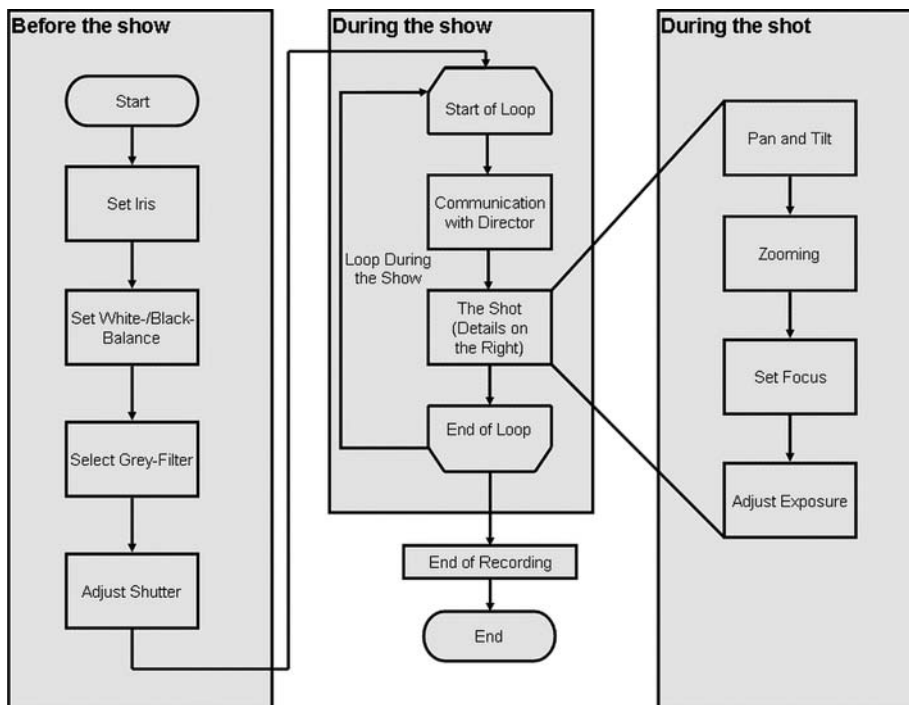 Before the show
Start
Set Iris
Set White-/Black-
Balance
Select Grey-Filter
Adjust Shutter
During the show
Start of Loop
Communication
with Director
Loop During
the Show
The Shot
(Details on
the Right)
End of Loop
End of Recording
End
During the shot
Pan and Tilt
Zooming
Set Focus
Adjust Exposure